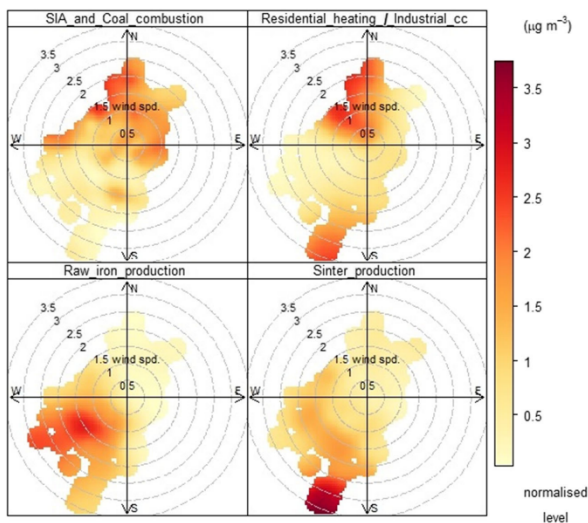 SIA_and_Coal_combustion
Residential_heating_/_Industrial_cc
(µg m⁻³)
N
3.5
3
2.5
2
1.5 wind spd.
1
0.5
W
E
S
N
3.5
3
2.5
2
1.5 wind spd.
1
0.5
W
E
S
3.5
3
2.5
2
1.5
1
0.5
Raw_iron_production
Sinter_production
N
3.5
3
2.5
2
1.5 wind spd.
1
0.5
W
E
S
N
3.5
3
2.5
2
1.5 wind spd.
1
0.5
W
E
S
normalised
level